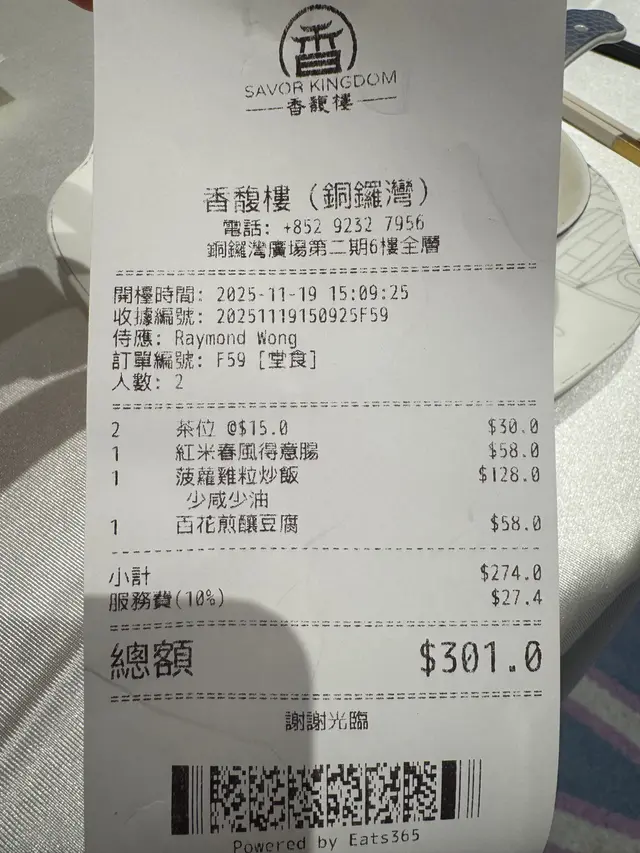 香
SAVOR KINGDOM
香馥樓
香馥樓 (銅鑼灣)
電話: +852 9232 7956
銅鑼灣廣場第二期6樓全層
開檯時間: 2025-11-19 15:09:25
收據編號: 20251119150925F59
侍應: Raymond Wong
訂單編號: F59 [堂食]
人數: 2
2 茶位 @$15.0 $30.0
1 紅米春風得意腸 $58.0
1 菠蘿雞粒炒飯 $128.0
少咸少油
1 百花煎釀豆腐 $58.0
小計 $274.0
服務費(10%) $27.4
總額 $301.0
謝謝光臨
Powered by Eats365